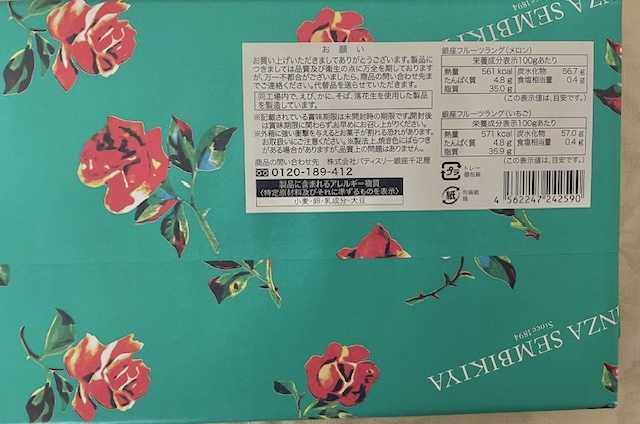 お 願 い
お買い上げいただきましてありがとうございます。製品に
つきましては品質及び衛生の点に万全を期しております
が、万一不都合がございましたら、商品の問い合わせ先ま
でご連絡ください。代替品を送らせていただきます。
同工場内で、えび、かに、そば、落花生を使用した製品
を製造しています。
※記載されている賞味期限は未開封時の期限です。開封後
は賞味期限に関わらずお早めにお召し上がりください。
※外箱に強い衝撃を与えるとお菓子が割れる恐れがあります。
お取扱いにご注意ください。※製法上、焼き色にばらつき
がある場合がありますが、品質上の問題はありません。
商品の問い合わせ先 株式会社パティスリー銀座千疋屋
0120-189-412
製品に含まれるアレルギー物質
〈特定原材料及びそれに準ずるものを表示〉
小麦・卵・乳成分・大豆
銀座フルーツラング〈メロン〉
栄養成分表示100gあたり
熱量 561 kcal 炭水化物 56.7 g
たんぱく質 4.8 g 食塩相当量 0.4 g
脂質 35.0 g
(この表示値は、目安です。)
銀座フルーツラング〈いちご〉
栄養成分表示100gあたり
熱量 571 kcal 炭水化物 57.0 g
たんぱく質 4.8 g 食塩相当量 0.4 g
脂質 35.9 g
(この表示値は、目安です。)
プラ
トレー
個包装
紙
包装紙
箱
4 562247 242590
NZA SEMBIKIYA
Since 1894
NZA SEMBIKIYA
Since 1894